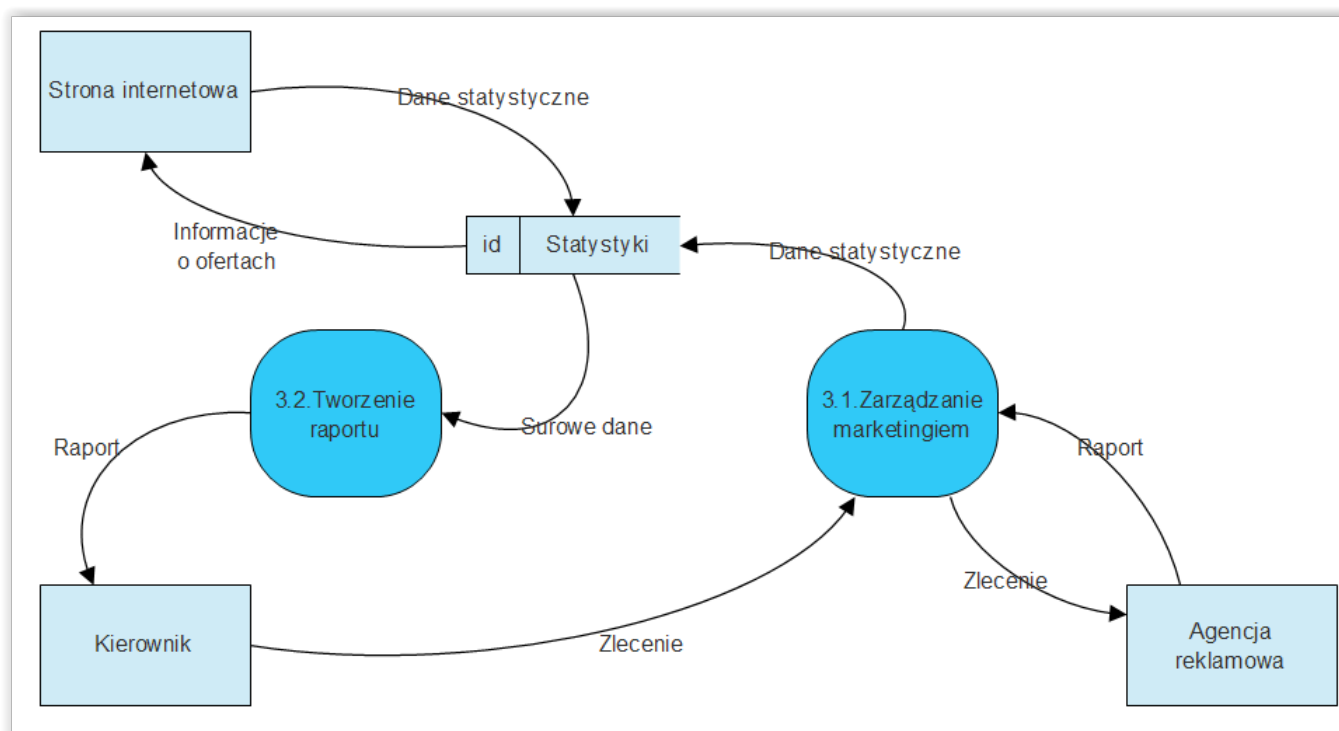 Strona internetowa
Dane statystyczne
Informacje
o ofertach
id
Statystyki
Dane statystyczne
3.2.Tworzenie
raportu
3.1.Zarządzanie
marketingiem
Surowe dane
Raport
Raport
Zlecenie
Kierownik
Zlecenie
Agencja
reklamowa